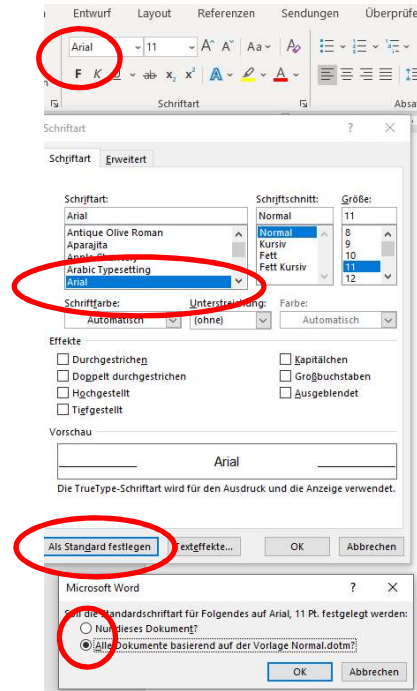 Entwurf Layout Referenzen Sendungen Überprüfe
Arial 11 A^ A˅ Aa A
F K U ab x₂ x² A A
Schriftart Absa
Schriftart ? ×
Schriftart Erweitert
Schriftart: Schriftschnitt: Größe:
Arial Normal 11
Antique Olive Roman Normal 8
Aparajita Kursiv 9
Apple Chancery Fett 10
Arabic Typesetting Fett Kursiv 11
Arial 12
Schriftfarbe: Unterstreichung: Farbe:
Automatisch (ohne) Automatisch
Effekte
Durchgestrichen Kapitälchen
Doppelt durchgestrichen Großbuchstaben
Hochgestellt Ausgeblendet
Tiefgestellt
Vorschau
Arial
Die TrueType-Schriftart wird für den Ausdruck und die Anzeige verwendet.
Als Standard festlegen Texteffekte... OK Abbrechen
Microsoft Word ? ×
Soll die Standardschriftart für Folgendes auf Arial, 11 Pt. festgelegt werden:
Nur dieses Dokument?
Alle Dokumente basierend auf der Vorlage Normal.dotm?
OK Abbrechen